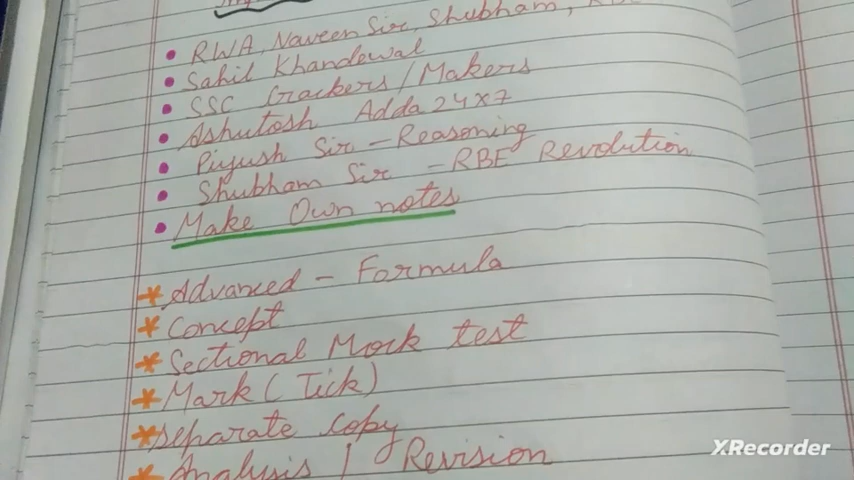 RWA, Naveen Sir, Shubham,
Sahil Khandewal
SSC Crackers / Makers
Ashutosh Adda 24x7
Piyush Sir - Reasoning
Shubham Sir - RBE Revolution
Make Own notes
Advanced - Formula
Concept
Sectional Mock test
Mark ( Tick )
Separate copy
Analysis / Revision
XRecorder